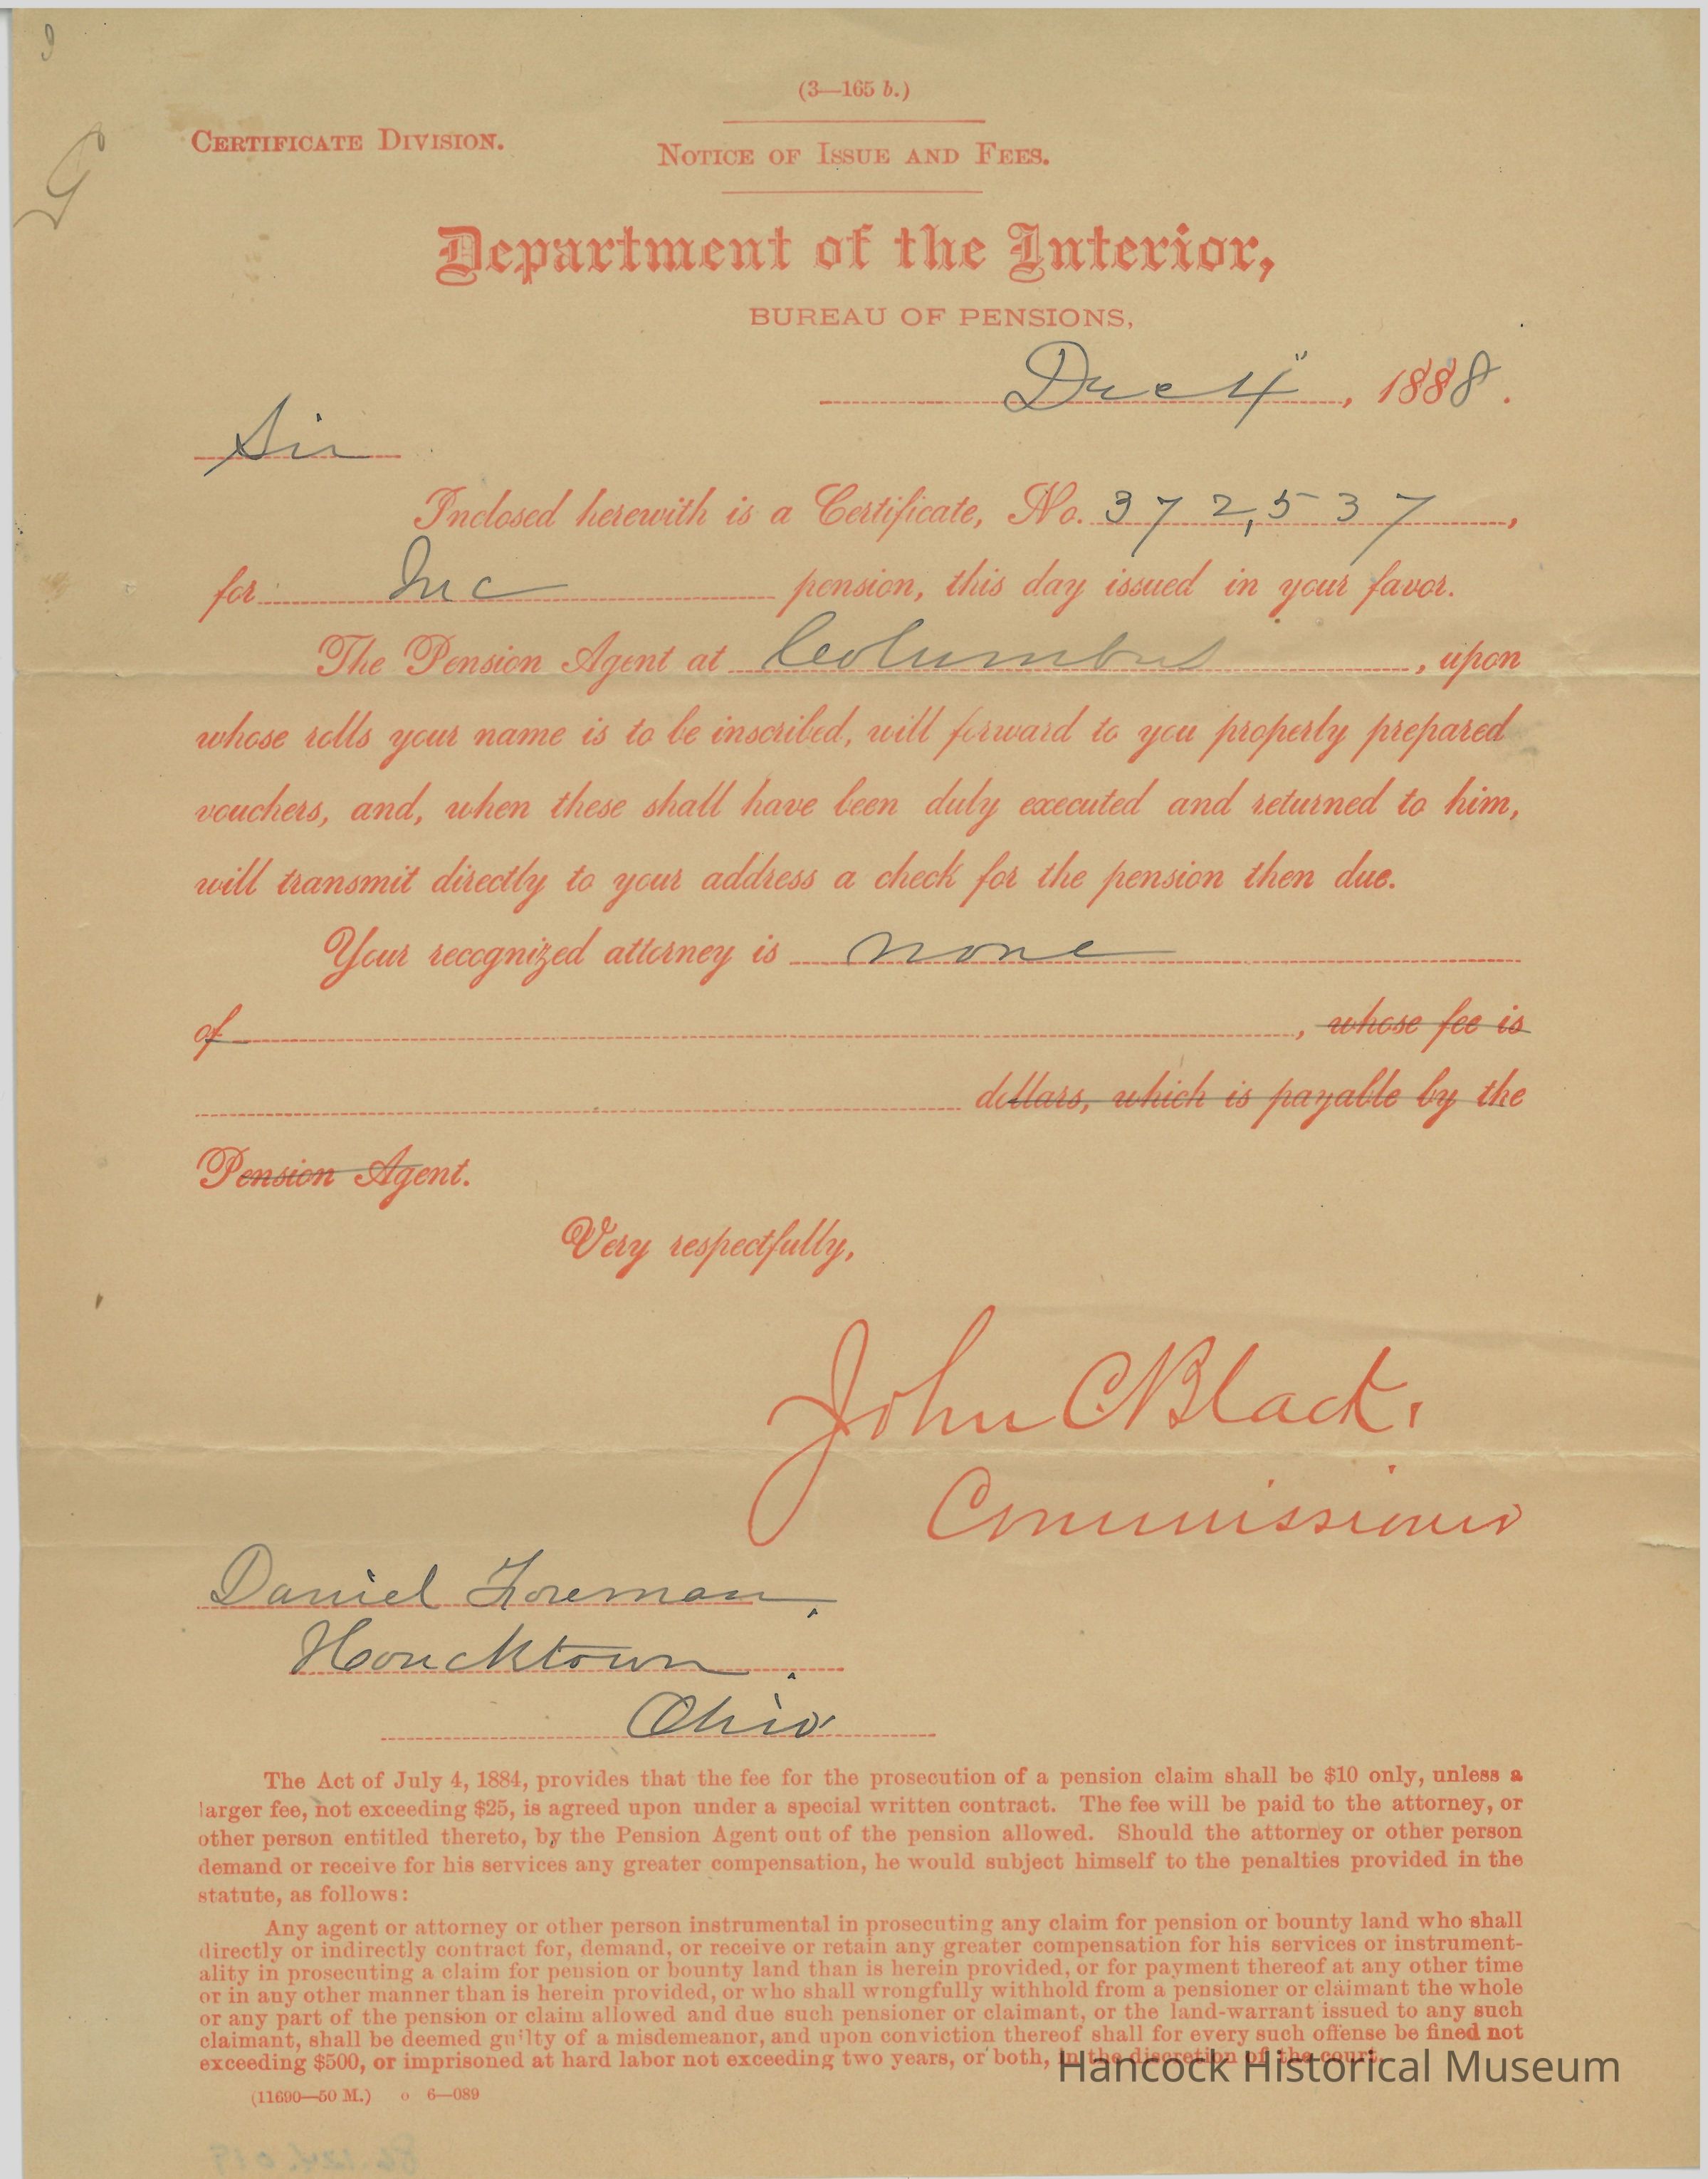 (3—165 b.)
CERTIFICATE DIVISION.
NOTICE OF ISSUE AND FEES.
Department of the Interior,
BUREAU OF PENSIONS,
Dec 4", 1888.
Sir
Inclosed herewith is a Certificate, No. 372,537,
for Inc pension, this day issued in your favor.
The Pension Agent at Columbus, upon
whose rolls your name is to be inscribed, will forward to you properly prepared
vouchers, and, when these shall have been duly executed and returned to him,
will transmit directly to your address a check for the pension then due.
Your recognized attorney is none
of , whose fee is
dollars, which is payable by the
Pension Agent.
Very respectfully,
John C Black.
Commissioner
Daniel Foreman,
Houcktown.
Ohio
The Act of July 4, 1884, provides that the fee for the prosecution of a pension claim shall be $10 only, unless a
larger fee, not exceeding $25, is agreed upon under a special written contract. The fee will be paid to the attorney, or
other person entitled thereto, by the Pension Agent out of the pension allowed. Should the attorney or other person
demand or receive for his services any greater compensation, he would subject himself to the penalties provided in the
statute, as follows:
Any agent or attorney or other person instrumental in prosecuting any claim for pension or bounty land who shall
directly or indirectly contract for, demand, or receive or retain any greater compensation for his services or instrument-
ality in prosecuting a claim for pension or bounty land than is herein provided, or for payment thereof at any other time
or in any other manner than is herein provided, or who shall wrongfully withhold from a pensioner or claimant the whole
or any part of the pension or claim allowed and due such pensioner or claimant, or the land-warrant issued to any such
claimant, shall be deemed guilty of a misdemeanor, and upon conviction thereof shall for every such offense be fined not
exceeding $500, or imprisoned at hard labor not exceeding two years, or both, in the discretion of the court.
Hancock Historical Museum
(11690—50 M.) o 6—089